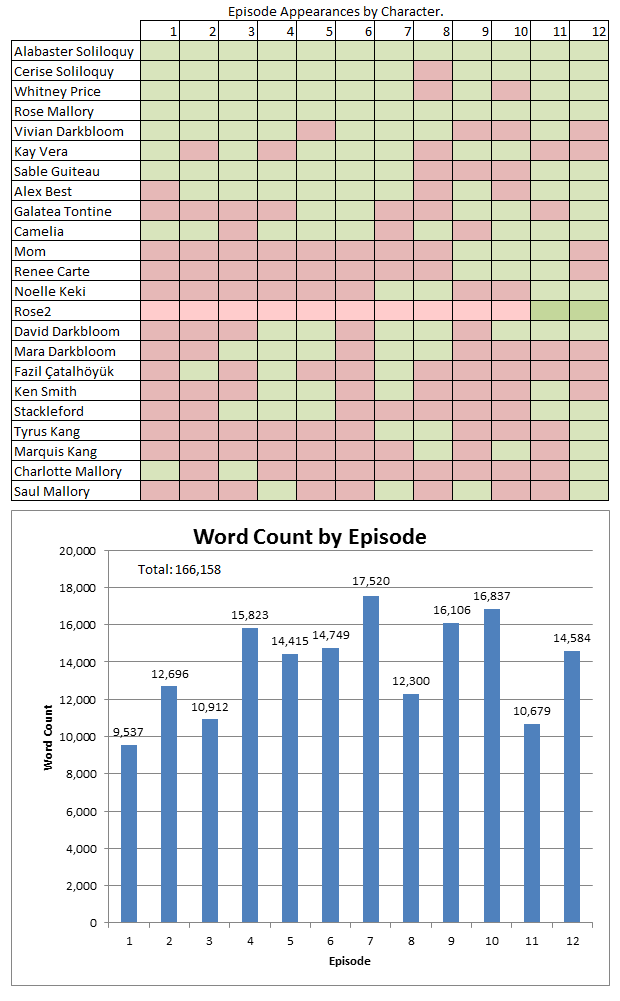 Episode Appearances by Character.
1 2 3 4 5 6 7 8 9 10 11 12
Alabaster Soliloquy
Cerise Soliloquy
Whitney Price
Rose Mallory
Vivian Darkbloom
Kay Vera
Sable Guiteau
Alex Best
Galatea Tontine
Camelia
Mom
Renee Carte
Noelle Keki
Rose2
David Darkbloom
Mara Darkbloom
Fazil Çatalhöyük
Ken Smith
Stackleford
Tyrus Kang
Marquis Kang
Charlotte Mallory
Saul Mallory
Word Count by Episode
20,000
Total: 166,158
18,000
17,520
16,837
16,000
15,823
16,106
14,415
14,749
14,584
14,000
12,696
12,300
12,000
10,912
10,679
10,000
9,537
8,000
6,000
4,000
2,000
0
Word Count
1 2 3 4 5 6 7 8 9 10 11 12
Episode